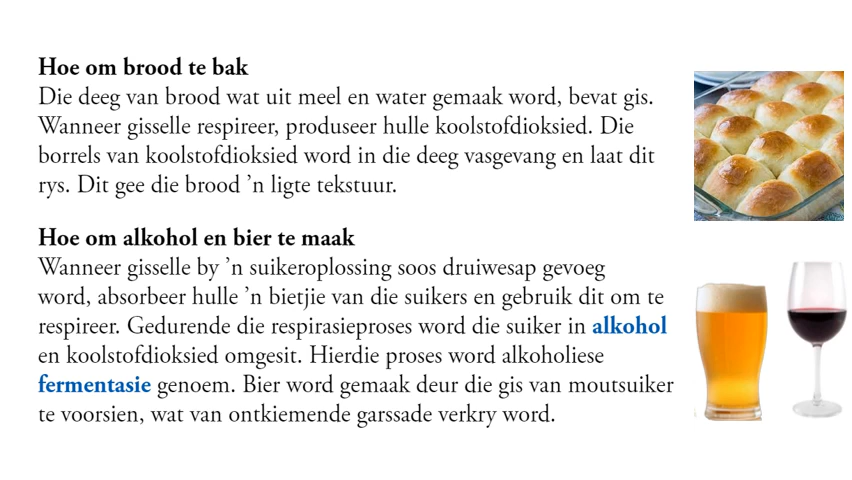 Hoe om brood te bak
Die deeg van brood wat uit meel en water gemaak word, bevat gis.
Wanneer gisselle respireer, produseer hulle koolstofdioksied. Die
borrels van koolstofdioksied word in die deeg vasgevang en laat dit
rys. Dit gee die brood ’n ligte tekstuur.
Hoe om alkohol en bier te maak
Wanneer gisselle by ’n suikeroplossing soos druiwesap gevoeg
word, absorbeer hulle ’n bietjie van die suikers en gebruik dit om te
respireer. Gedurende die respirasieproses word die suiker in alkohol
en koolstofdioksied omgesit. Hierdie proses word alkoholiese
fermentasie genoem. Bier word gemaak deur die gis van moutsuiker
te voorsien, wat van ontkiemende garssade verkry word.